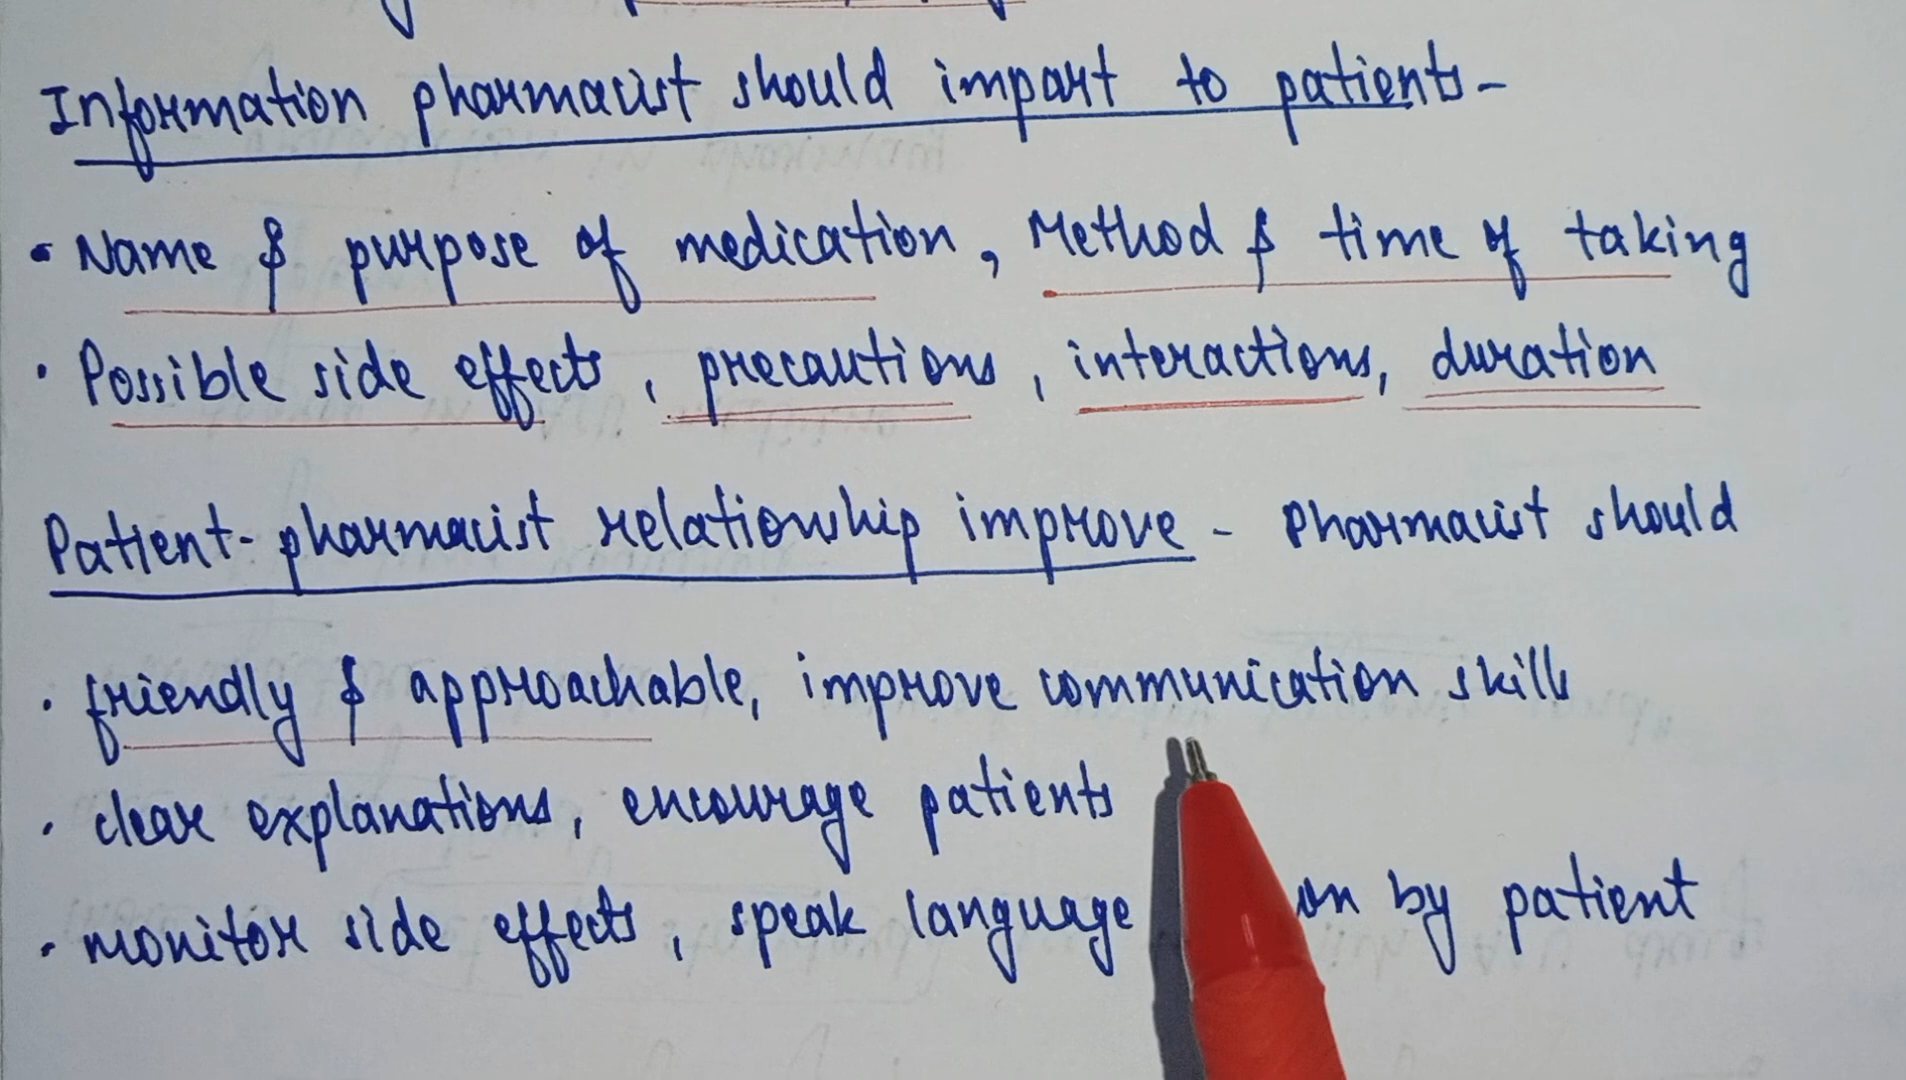 Information pharmacist should impart to patients-
• Name & purpose of medication, Method & time of taking
• Possible side effects, precautions, interactions, duration
Patient-pharmacist relationship improve - Pharmacist should
• friendly & approachable, improve communication skills
• clear explanations, encourage patients
• monitor side effects, speak language by patient